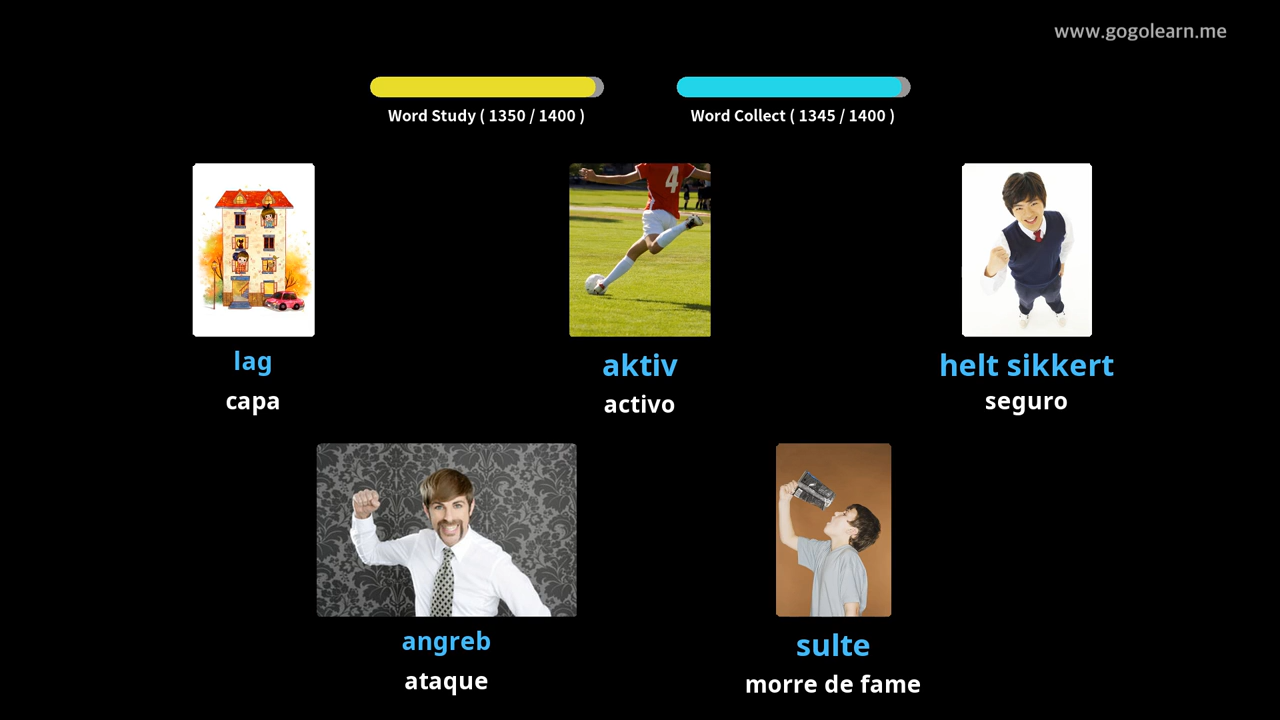 www.gogolearn.me
Word Study ( 1350 / 1400 )
Word Collect ( 1345 / 1400 )
4
lag
capa
aktiv
activo
helt sikkert
seguro
angreb
ataque
sulte
morre de fame